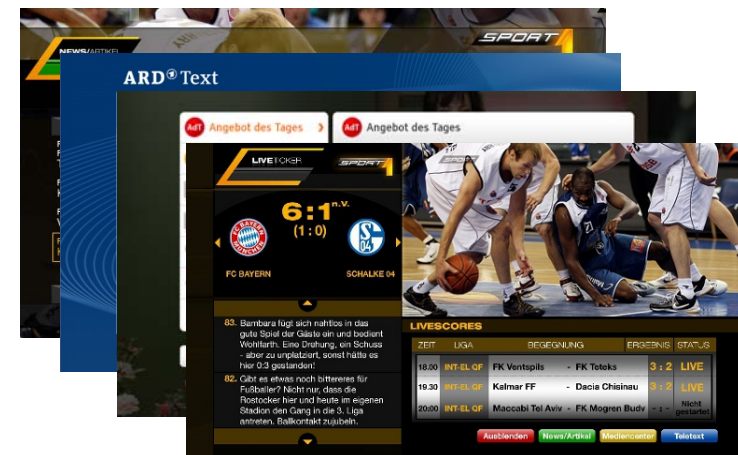 NEWS/ARTIKEL
SPORT1
ARD Text
AdT Angebot des Tages
AdT Angebot des Tages
LIVETICKER
SPORT1
6:1 n.V.
(1:0)
FC BAYERN MÜNCHEN
S 04
FC BAYERN
SCHALKE 04
83. Bambara fügt sich nahtlos in das
gute Spiel der Gäste ein und bedient
Wohlfarth. Eine Drehung, ein Schuss
- aber zu unplatziert, sonst hätte es
hier 0:3 gestanden!
82. Gibt es etwas noch bittereres für
Fußballer? Nicht nur, dass die
Rostocker hier und heute im eigenen
Stadion den Gang in die 3. Liga
antreten. Ballkontakt zujubeln.
SPORT1
LIVESCORES
ZEIT LIGA BEGEGNUNG ERGEBNIS STATUS
18.00 INT-EL QF FK Ventspils - FK Teteks 3 : 2 LIVE
19.30 INT-EL QF Kalmar FF - Dacia Chisinau 3 : 2 LIVE
20:00 INT-EL QF Maccabi Tel Aviv - FK Mogren Budv - : - Nicht gestartet
Ausblenden News/Artikel Mediencenter Teletext